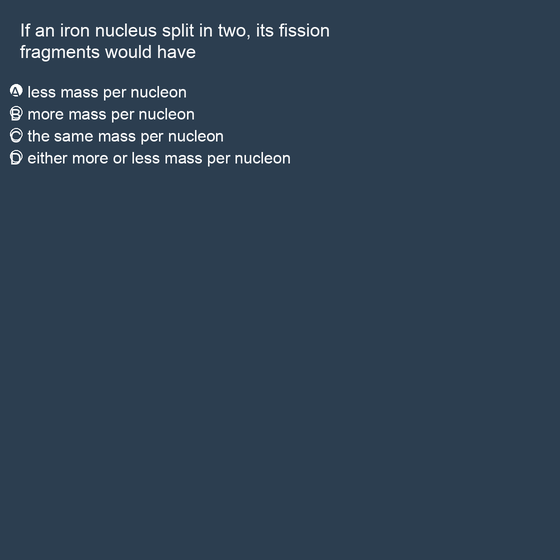 If an iron nucleus split in two, its fission
fragments would have
A less mass per nucleon
B more mass per nucleon
C the same mass per nucleon
D either more or less mass per nucleon